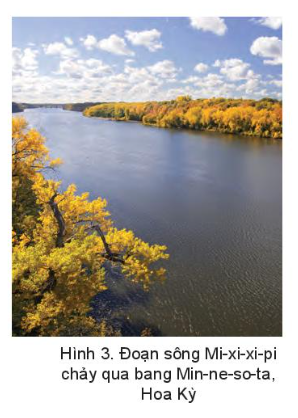 Hình 3. Đoạn sông Mi-xi-xi-pi
chảy qua bang Min-ne-so-ta,
Hoa Kỳ